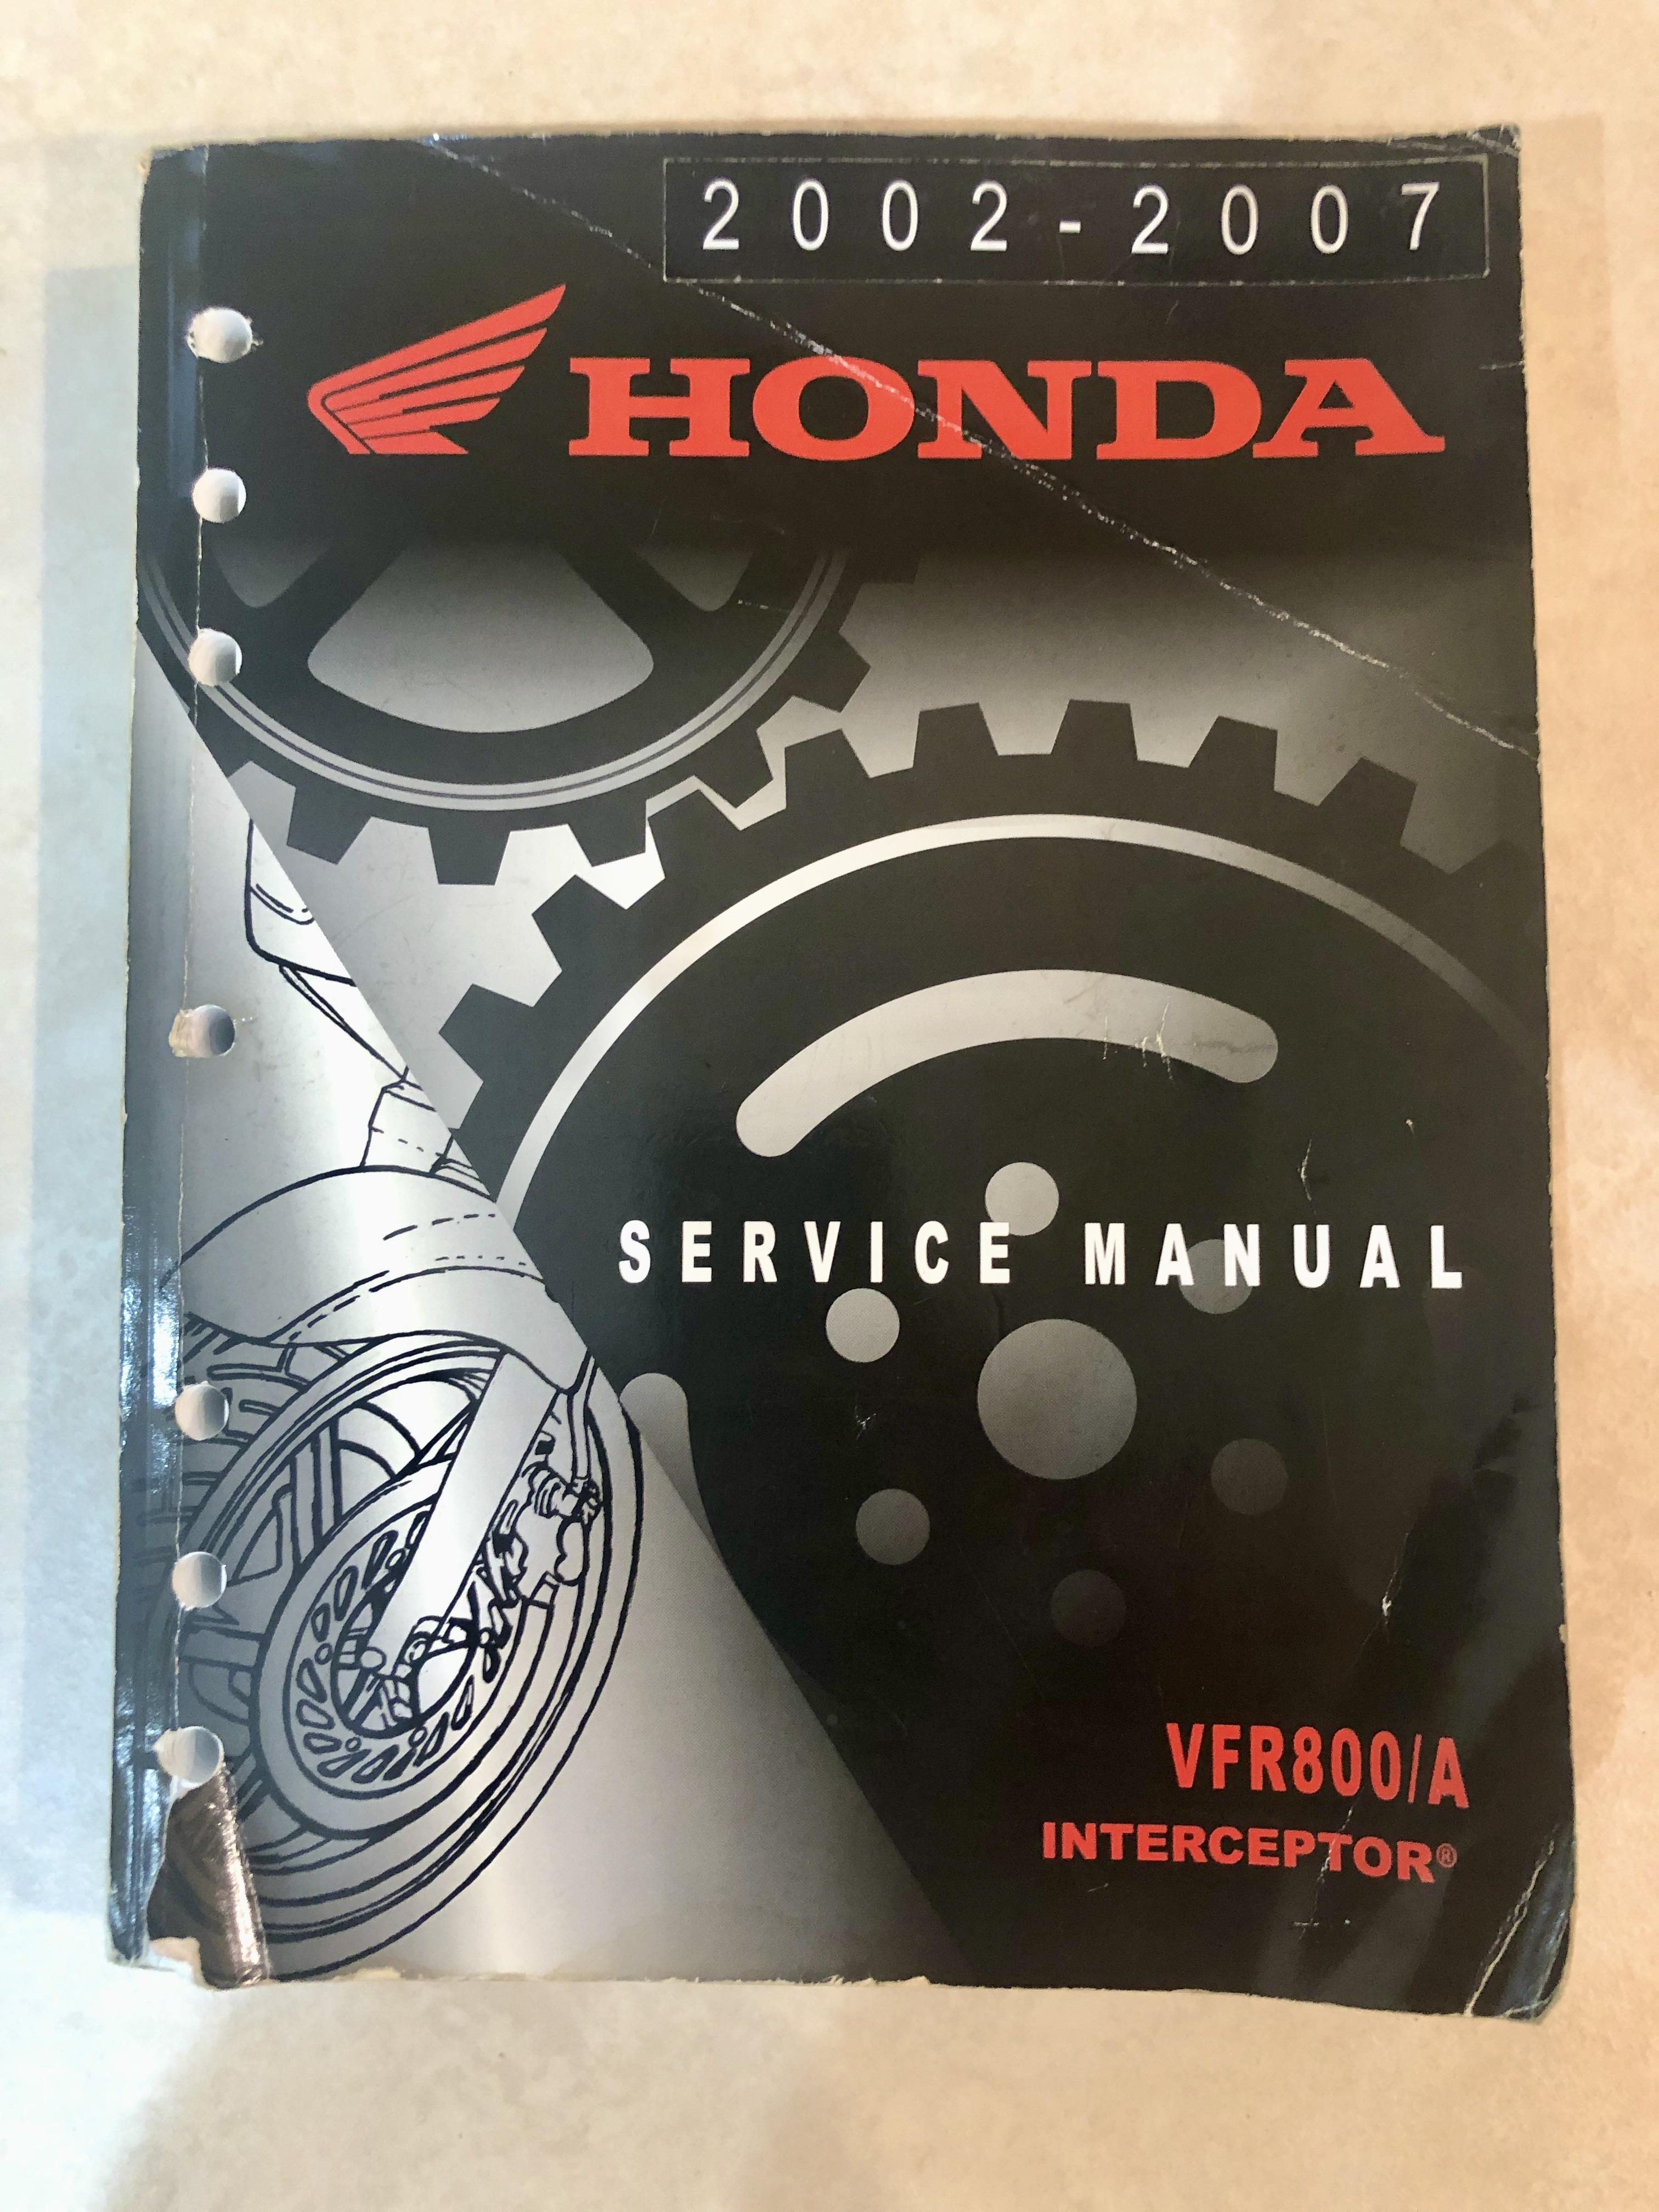 2002-2007
HONDA
SERVICE MANUAL
VFR800/A
INTERCEPTOR®